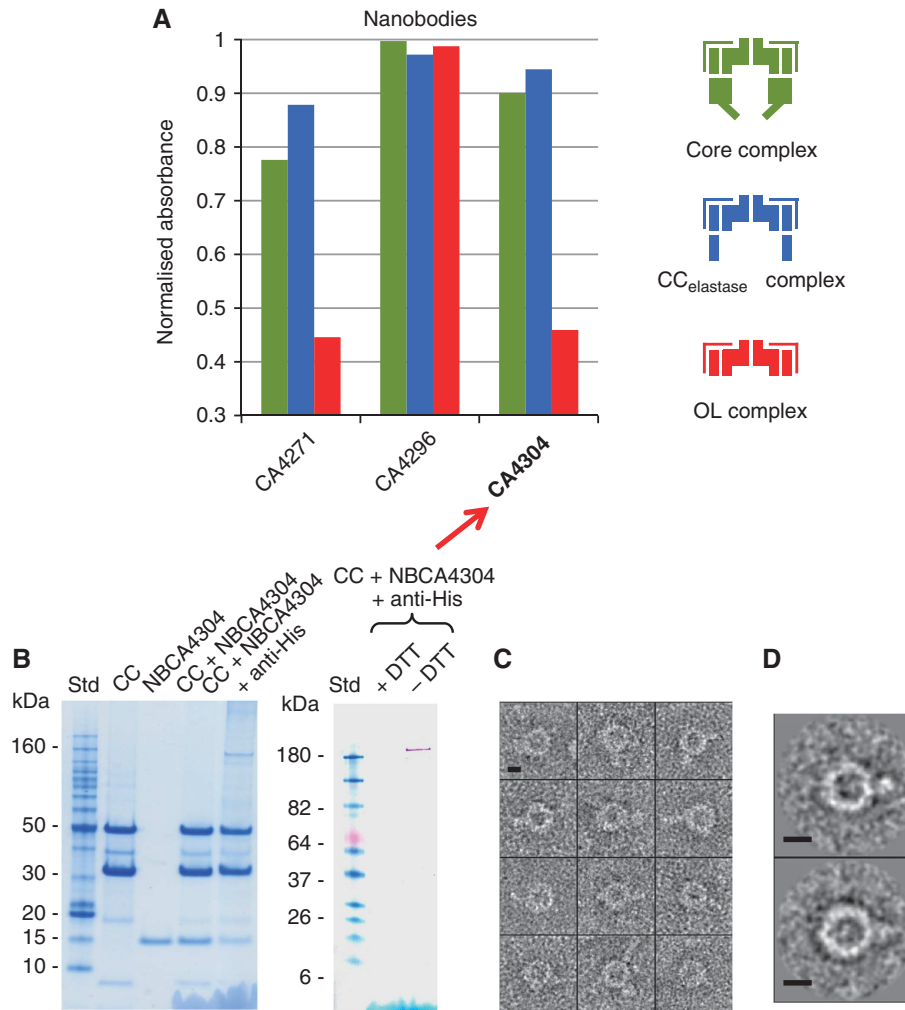 A
Nanobodies
Normalised absorbance
1
0.9
0.8
0.7
0.6
0.5
0.4
0.3
CA4271
CA4296
CA4304
Core complex
CCelastase complex
OL complex
B
kDa
Std
CC
NBCA4304
CC + NBCA4304
CC + NBCA4304
+ anti-His
160 -
50 -
30 -
20 -
15 -
10 -
CC + NBCA4304
+ anti-His
kDa
Std
+ DTT
– DTT
180 -
82 -
64 -
37 -
26 -
6 -
C
D